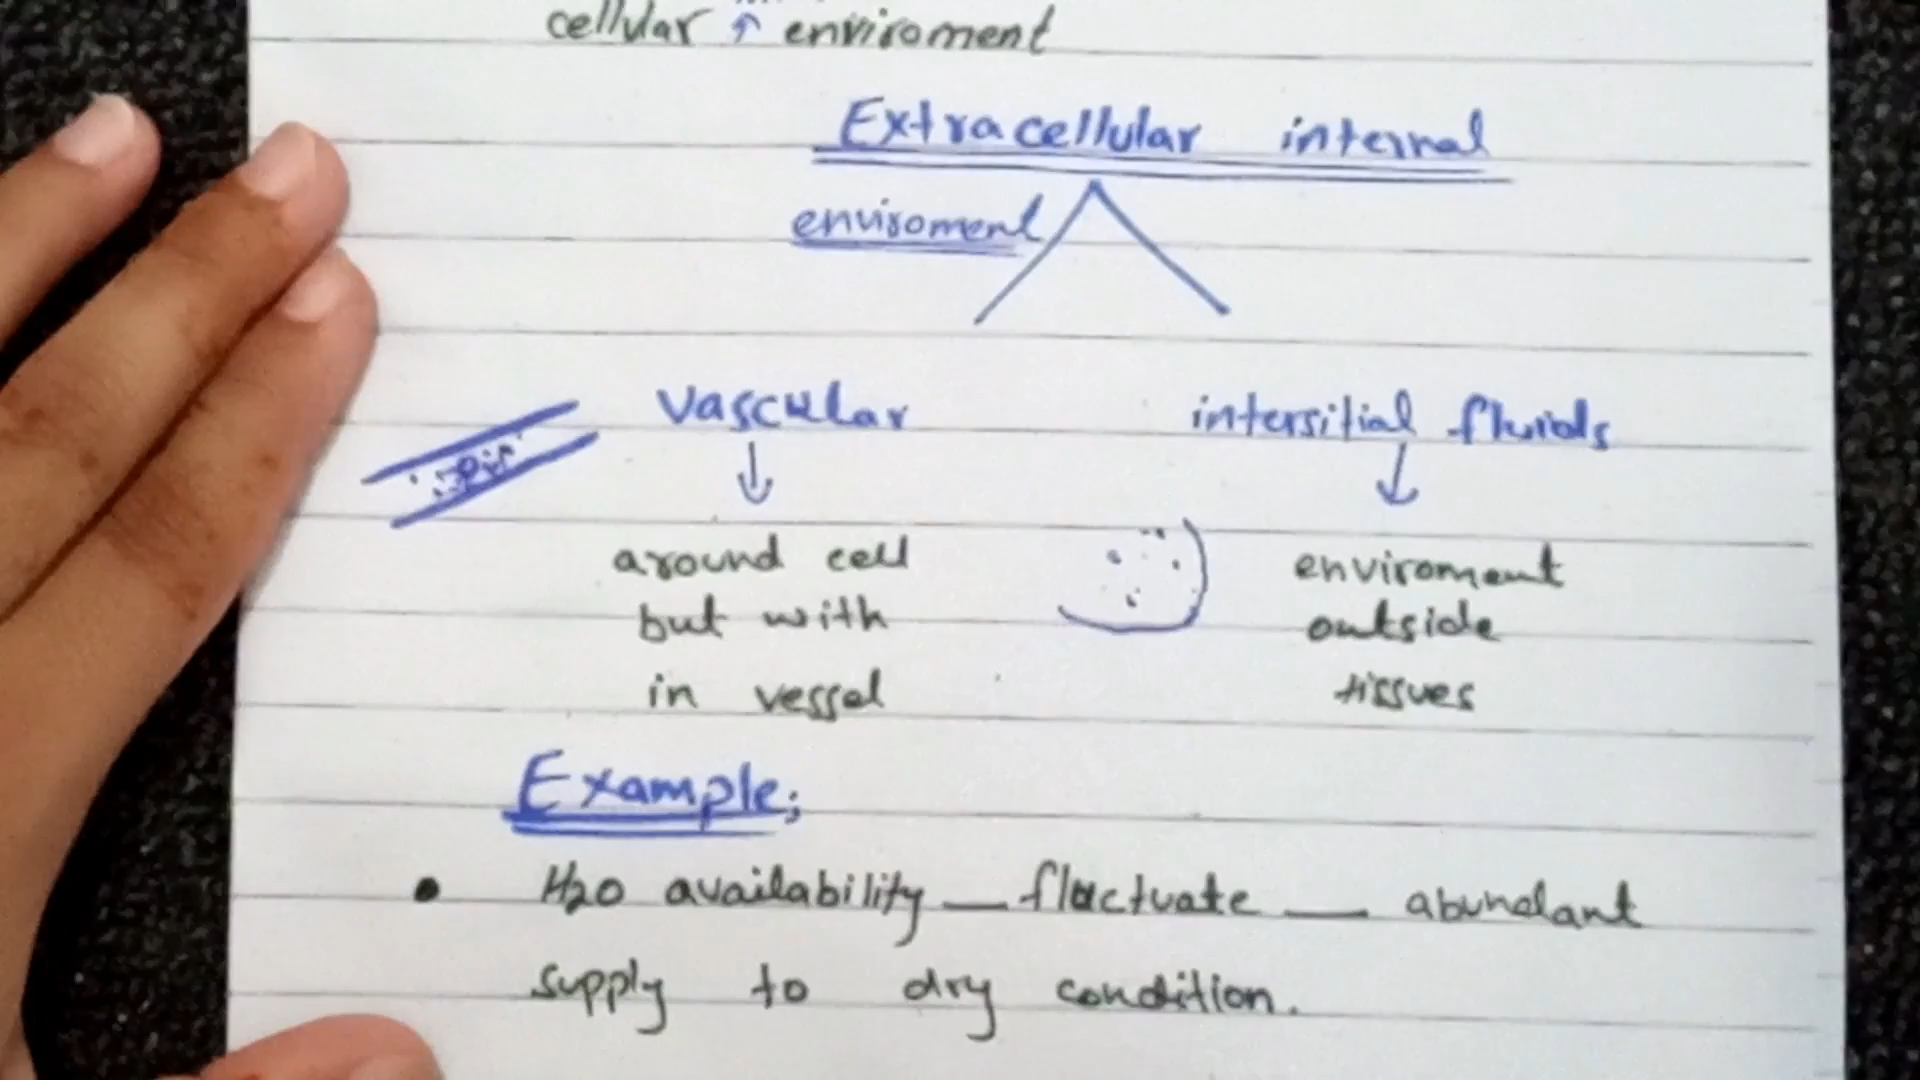 cellular ↑ enviroment
Extracellular internal
enviroment
vascular intersitial fluids
↓ ↓
around cell enviroment
but with outside
in vessel tissues
Example;
• H2O availability — fluctuate — abundant
supply to dry condition.